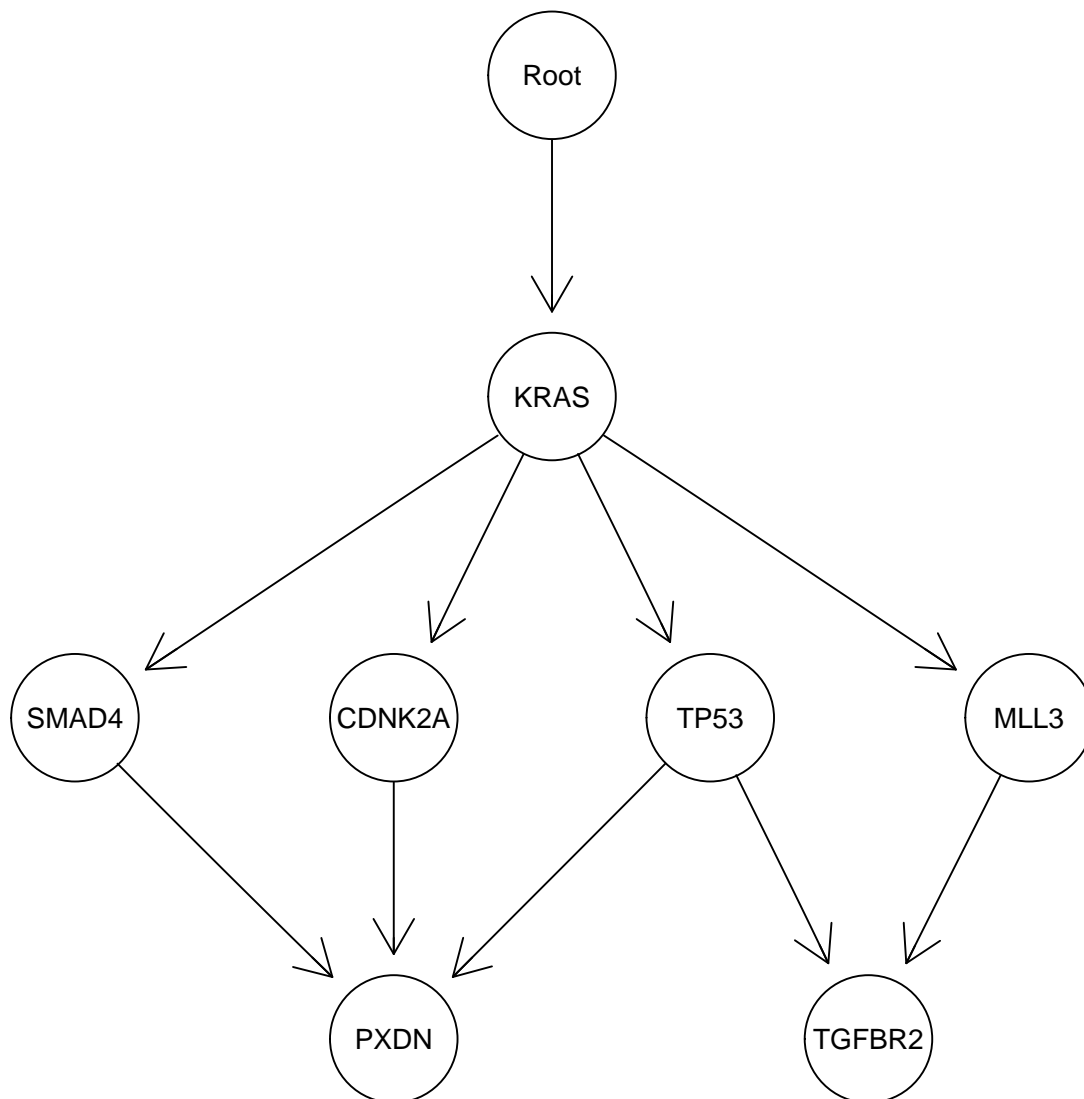 Root
KRAS
SMAD4
CDNK2A
TP53
MLL3
PXDN
TGFBR2